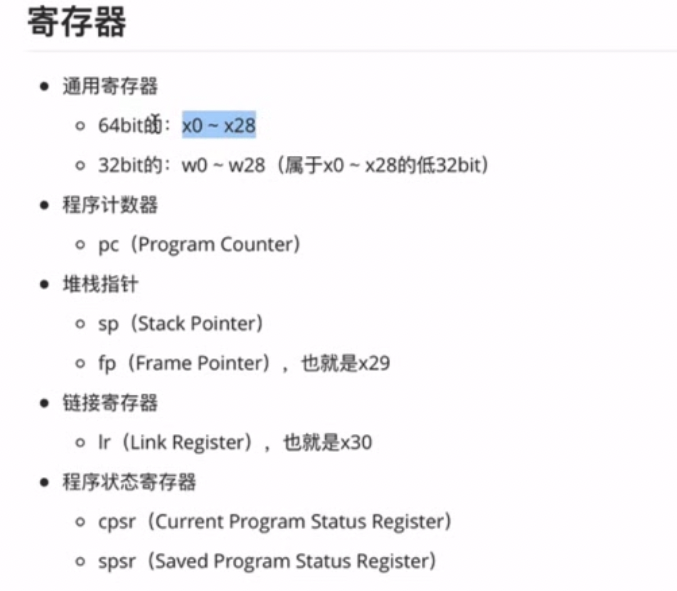 寄存器
通用寄存器
64bit的：x0 ~ x28
32bit的：w0 ~ w28（属于x0 ~ x28的低32bit）
程序计数器
pc（Program Counter）
堆栈指针
sp（Stack Pointer）
fp（Frame Pointer），也就是x29
链接寄存器
lr（Link Register），也就是x30
程序状态寄存器
cpsr（Current Program Status Register）
spsr（Saved Program Status Register）